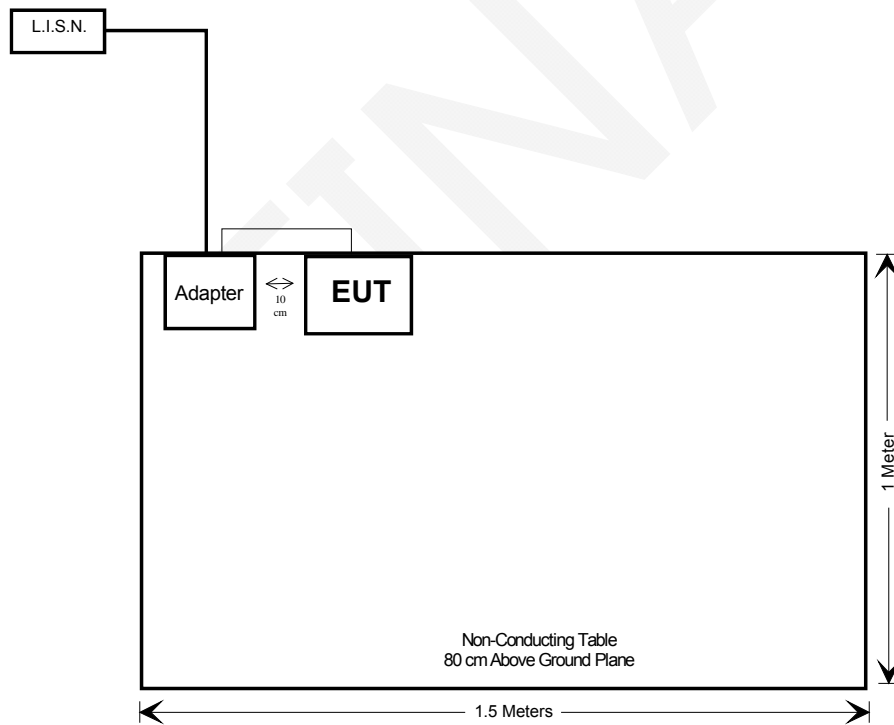 L.I.S.N.
Adapter
10
cm
EUT
1 Meter
Non-Conducting Table
80 cm Above Ground Plane
1.5 Meters